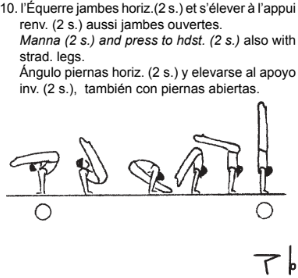 10. l'Équerre jambes horiz.(2 s.) et s'élever à l'appui
renv. (2 s.) aussi jambes ouvertes.
Manna (2 s.) and press to hdst. (2 s.) also with
strad. legs.
Ángulo piernas horiz. (2 s.) y elevarse al apoyo
inv. (2 s.), también con piernas abiertas.